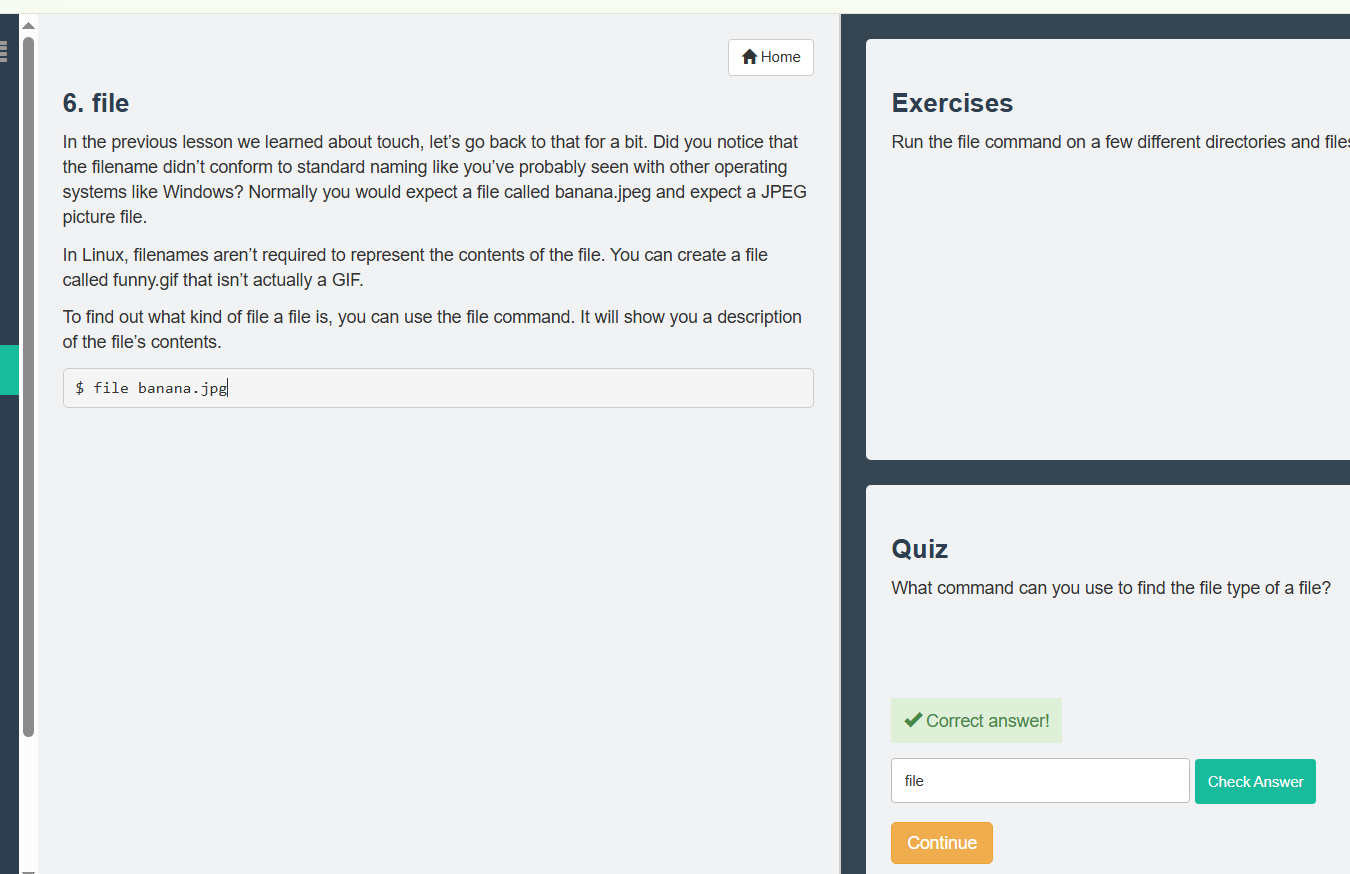 Home
6. file
In the previous lesson we learned about touch, let’s go back to that for a bit. Did you notice that
the filename didn’t conform to standard naming like you’ve probably seen with other operating
systems like Windows? Normally you would expect a file called banana.jpeg and expect a JPEG
picture file.
In Linux, filenames aren’t required to represent the contents of the file. You can create a file
called funny.gif that isn’t actually a GIF.
To find out what kind of file a file is, you can use the file command. It will show you a description
of the file’s contents.
$ file banana.jpg
Exercises
Run the file command on a few different directories and files
Quiz
What command can you use to find the file type of a file?
Correct answer!
file
Check Answer
Continue